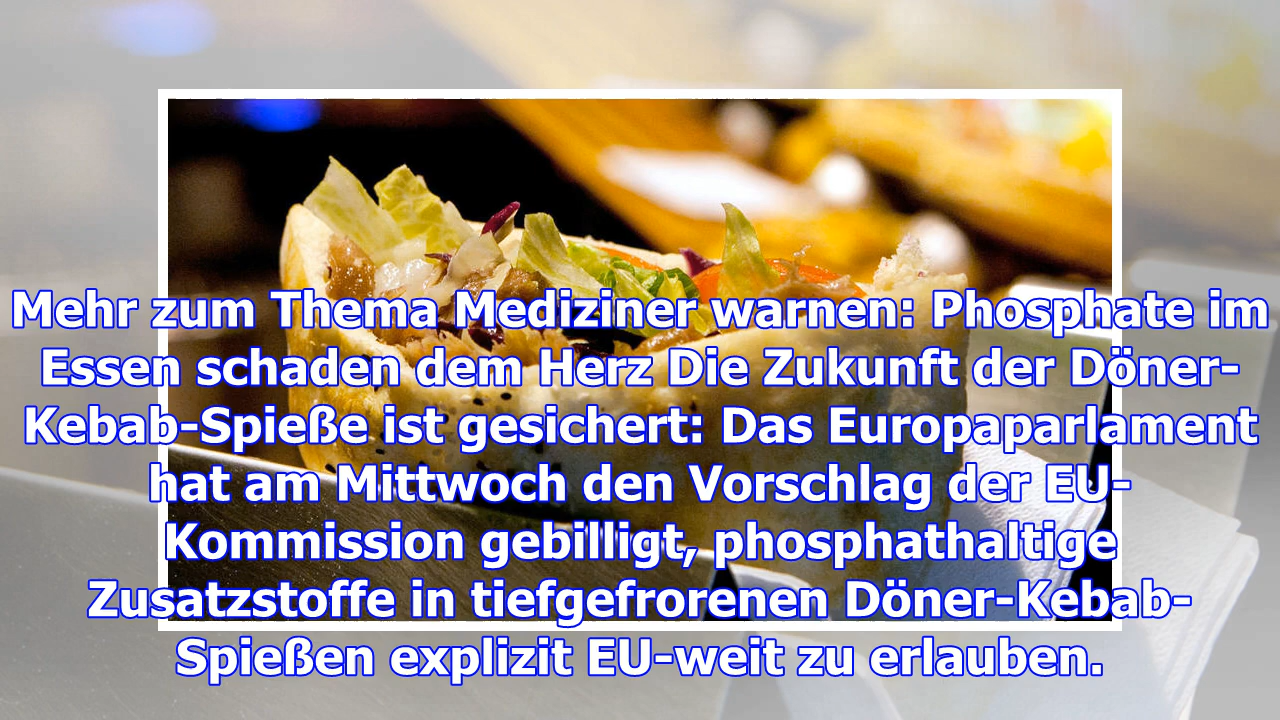 Mehr zum Thema Mediziner warnen: Phosphate im
Essen schaden dem Herz Die Zukunft der Döner-
Kebab-Spieße ist gesichert: Das Europaparlament
hat am Mittwoch den Vorschlag der EU-
Kommission gebilligt, phosphathaltige
Zusatzstoffe in tiefgefrorenen Döner-Kebab-
Spießen explizit EU-weit zu erlauben.